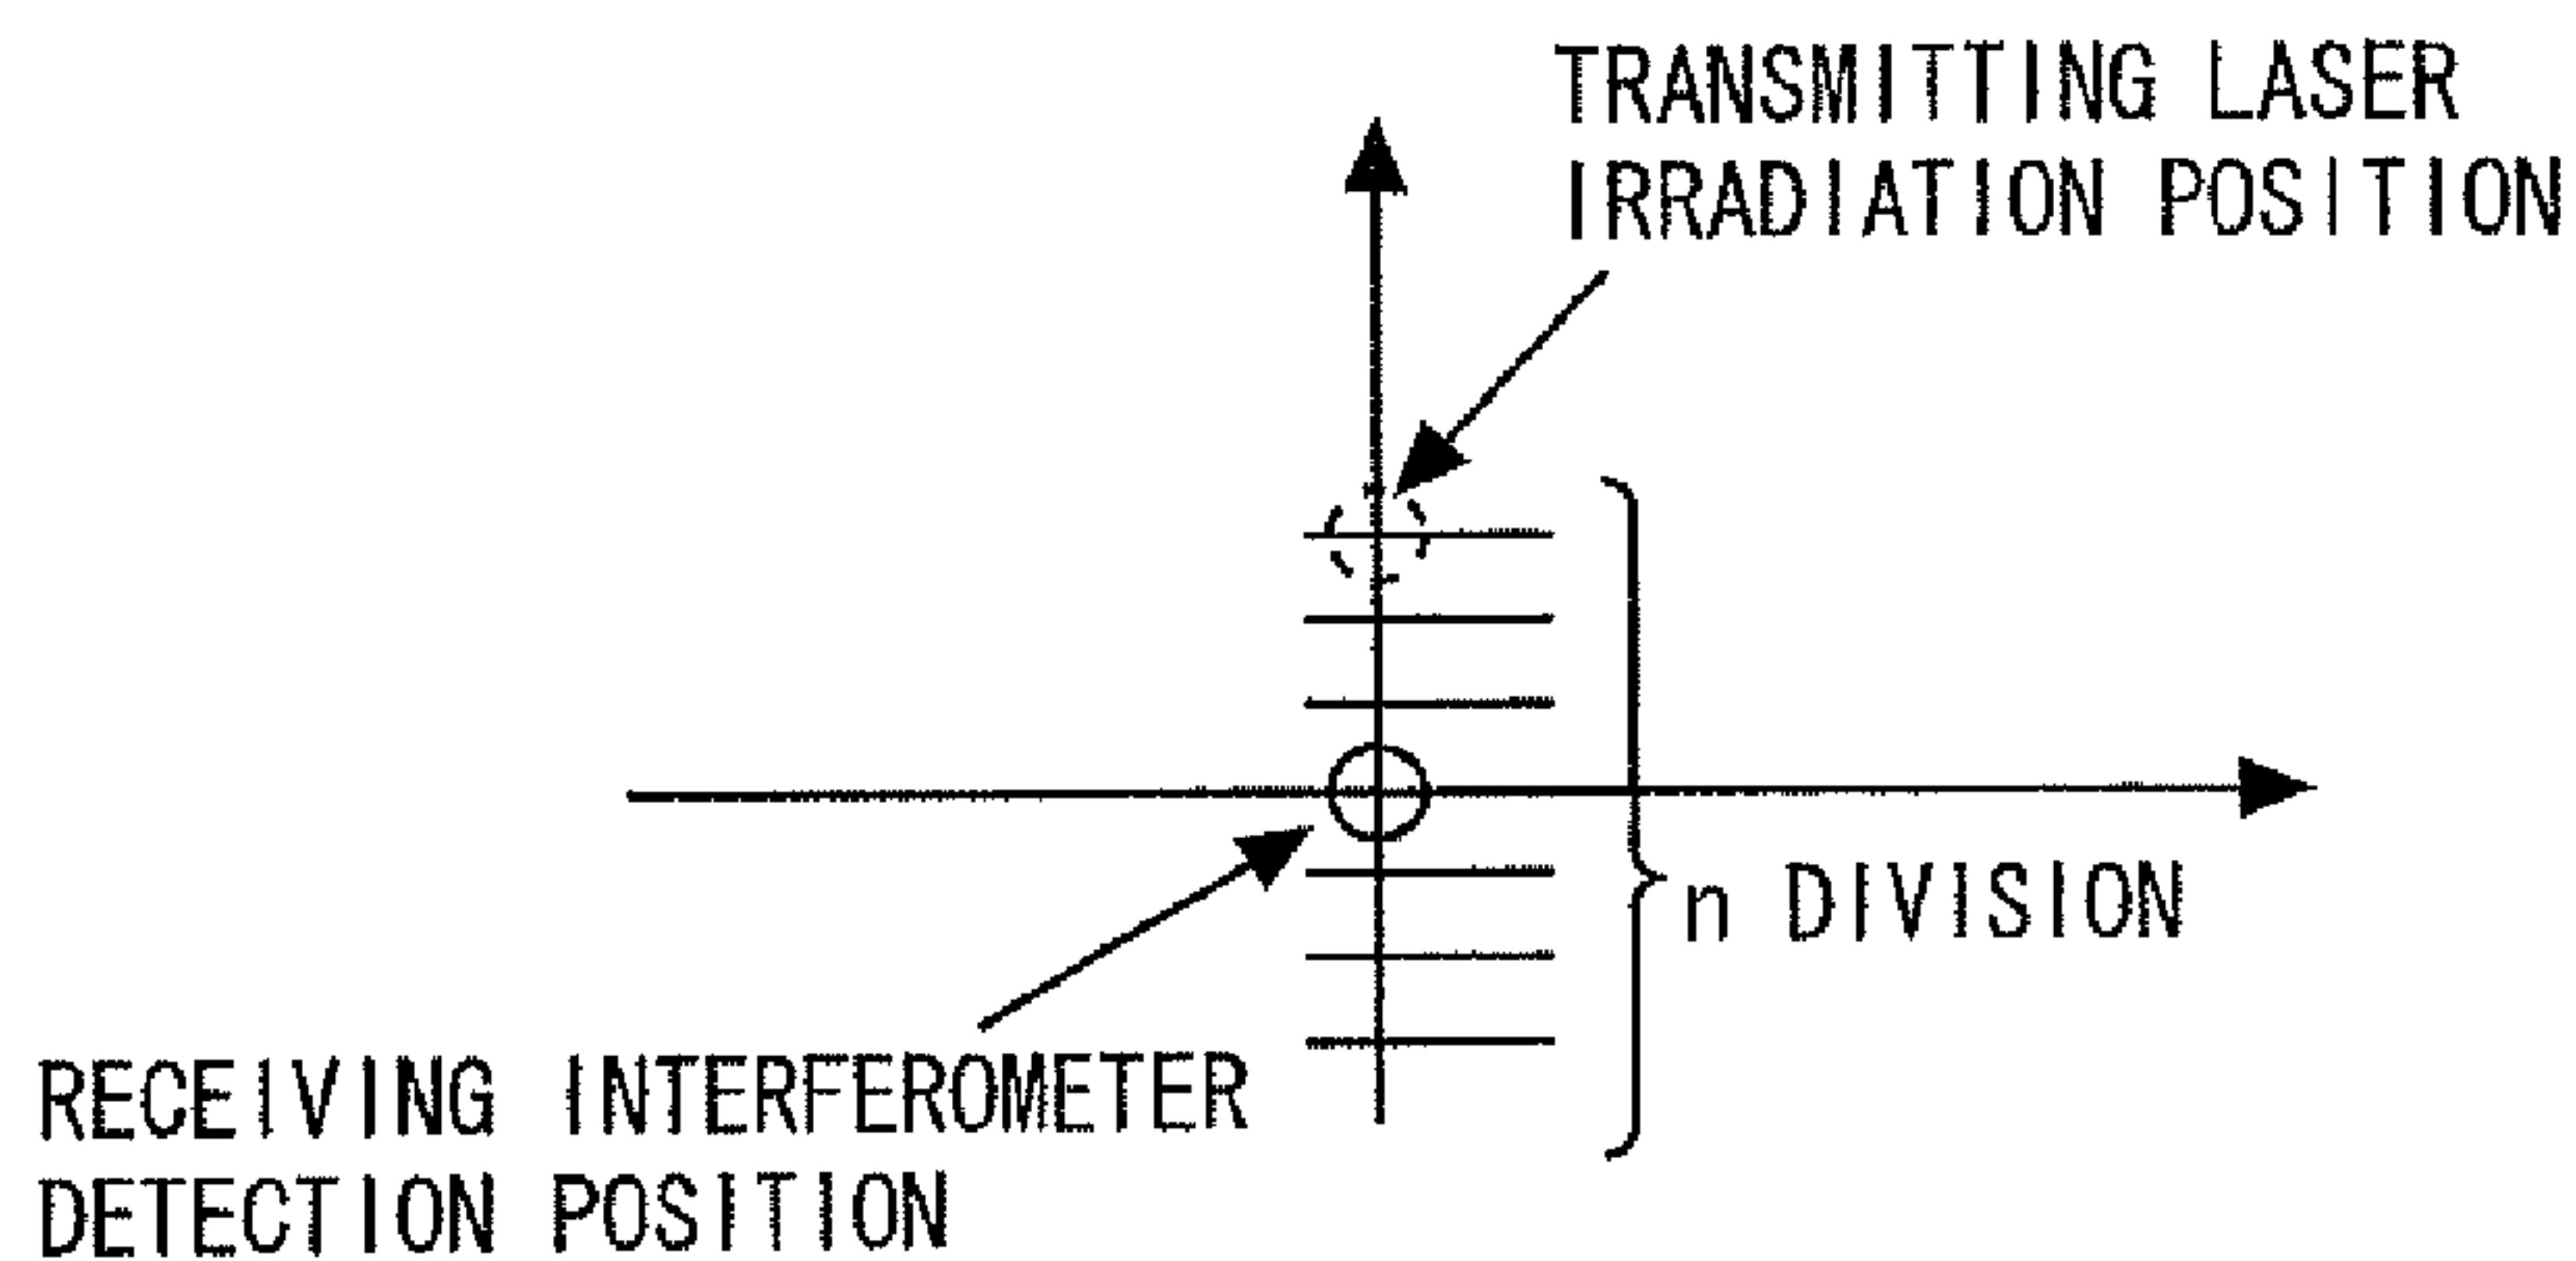 TRANSMITTING LASER
IRRADIATION POSITION
n DIVISION
RECEIVING INTERFEROMETER
DETECTION POSITION